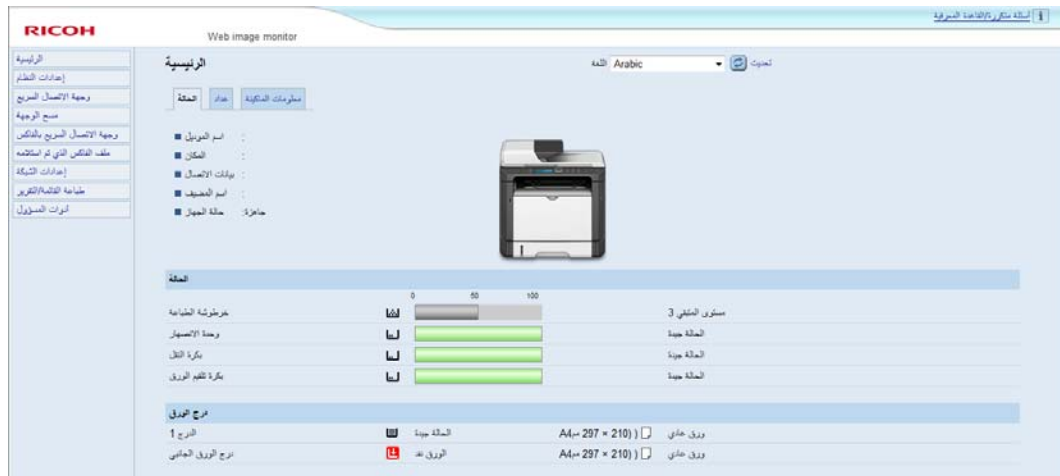 أسئلة متكررة/القاعدة المعرفية
RICOH
Web image monitor
الرئيسية
إعدادات النظام
وجهة الاتصال السريع
مسح الوجهة
وجهة الاتصال السريع بالفاكس
ملف الفاكس الذي تم استلامه
إعدادات الشبكة
طباعة القائمة/التقرير
أدوات المسؤول
الرئيسية
اللغة Arabic تحديث
الحالة عداد معلومات الماكينة
اسم الموديل :
المكان :
بيانات الاتصال :
اسم المضيف :
حالة الجهاز :جاهزة
الحالة
0 50 100
خرطوشة الطباعة مستوى المتبقي 3
وحدة الانصهار الحالة جيدة
بكرة النقل الحالة جيدة
بكرة تلقيم الورق الحالة جيدة
درج الورق
الدرج 1 الحالة جيدة A4 (210 × 297 مم) ورق عادي
درج الورق الجانبي الورق نفد A4 (210 × 297 مم) ورق عادي